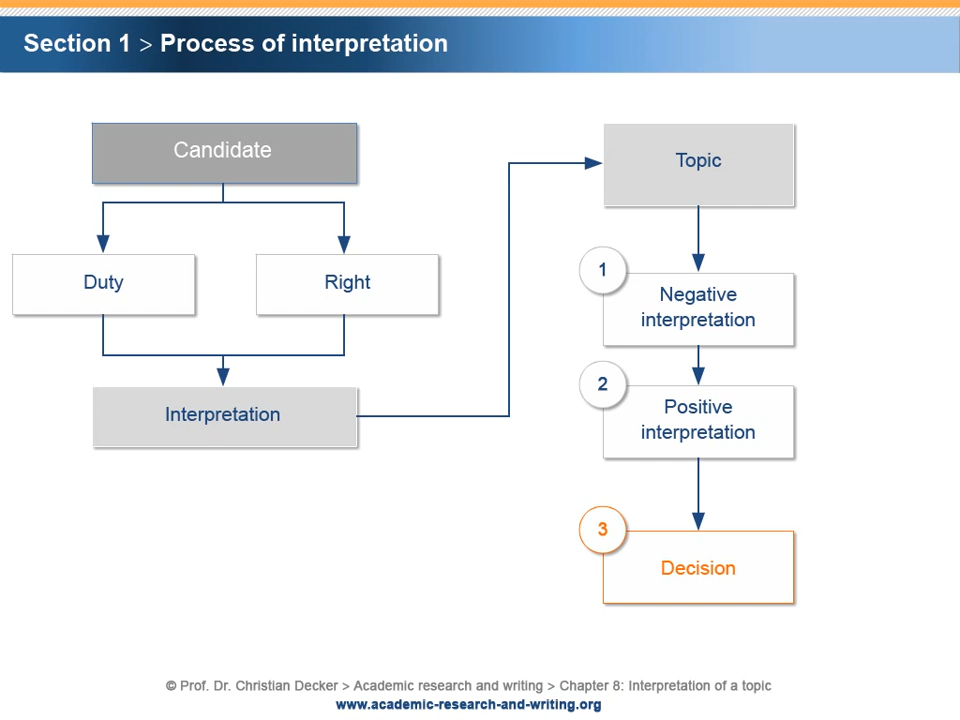 Section 1 > Process of interpretation
Candidate
Duty
Right
Interpretation
Topic
1
Negative
interpretation
2
Positive
interpretation
3
Decision
© Prof. Dr. Christian Decker > Academic research and writing > Chapter 8: Interpretation of a topic
www.academic-research-and-writing.org